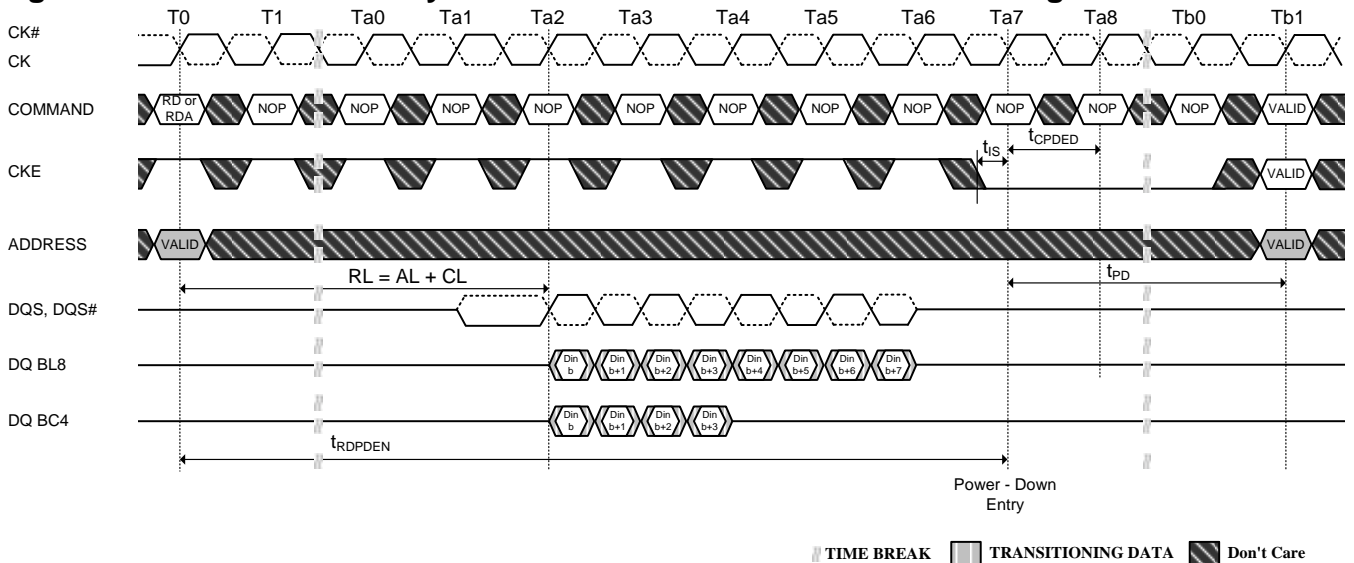 T0 T1 Ta0 Ta1 Ta2 Ta3 Ta4 Ta5 Ta6 Ta7 Ta8 Tb0 Tb1
CK#
CK
COMMAND
RD or
RDA
NOP NOP NOP NOP NOP NOP NOP NOP NOP NOP NOP VALID
tIS
tCPDED
CKE
VALID
ADDRESS
VALID VALID
RL = AL + CL
tPD
DQS, DQS#
DQ BL8
Din Din Din Din Din Din Din Din
b b+1 b+2 b+3 b+4 b+5 b+6 b+7
DQ BC4
Din Din Din Din
b b+1 b+2 b+3
tRDPDEN
Power - Down
Entry
TIME BREAK TRANSITIONING DATA Don't Care